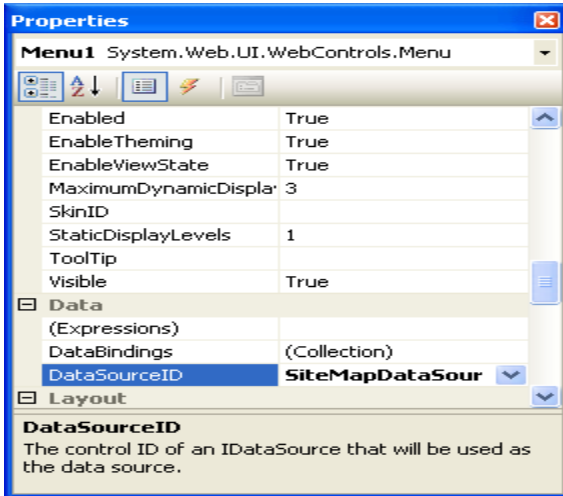 Properties
Menu1 System.Web.UI.WebControls.Menu
Enabled True
EnableTheming True
EnableViewState True
MaximumDynamicDispla 3
SkinID
StaticDisplayLevels 1
ToolTip
Visible True
Data
(Expressions)
DataBindings (Collection)
DataSourceID SiteMapDataSour
Layout
DataSourceID
The control ID of an IDataSource that will be used as
the data source.